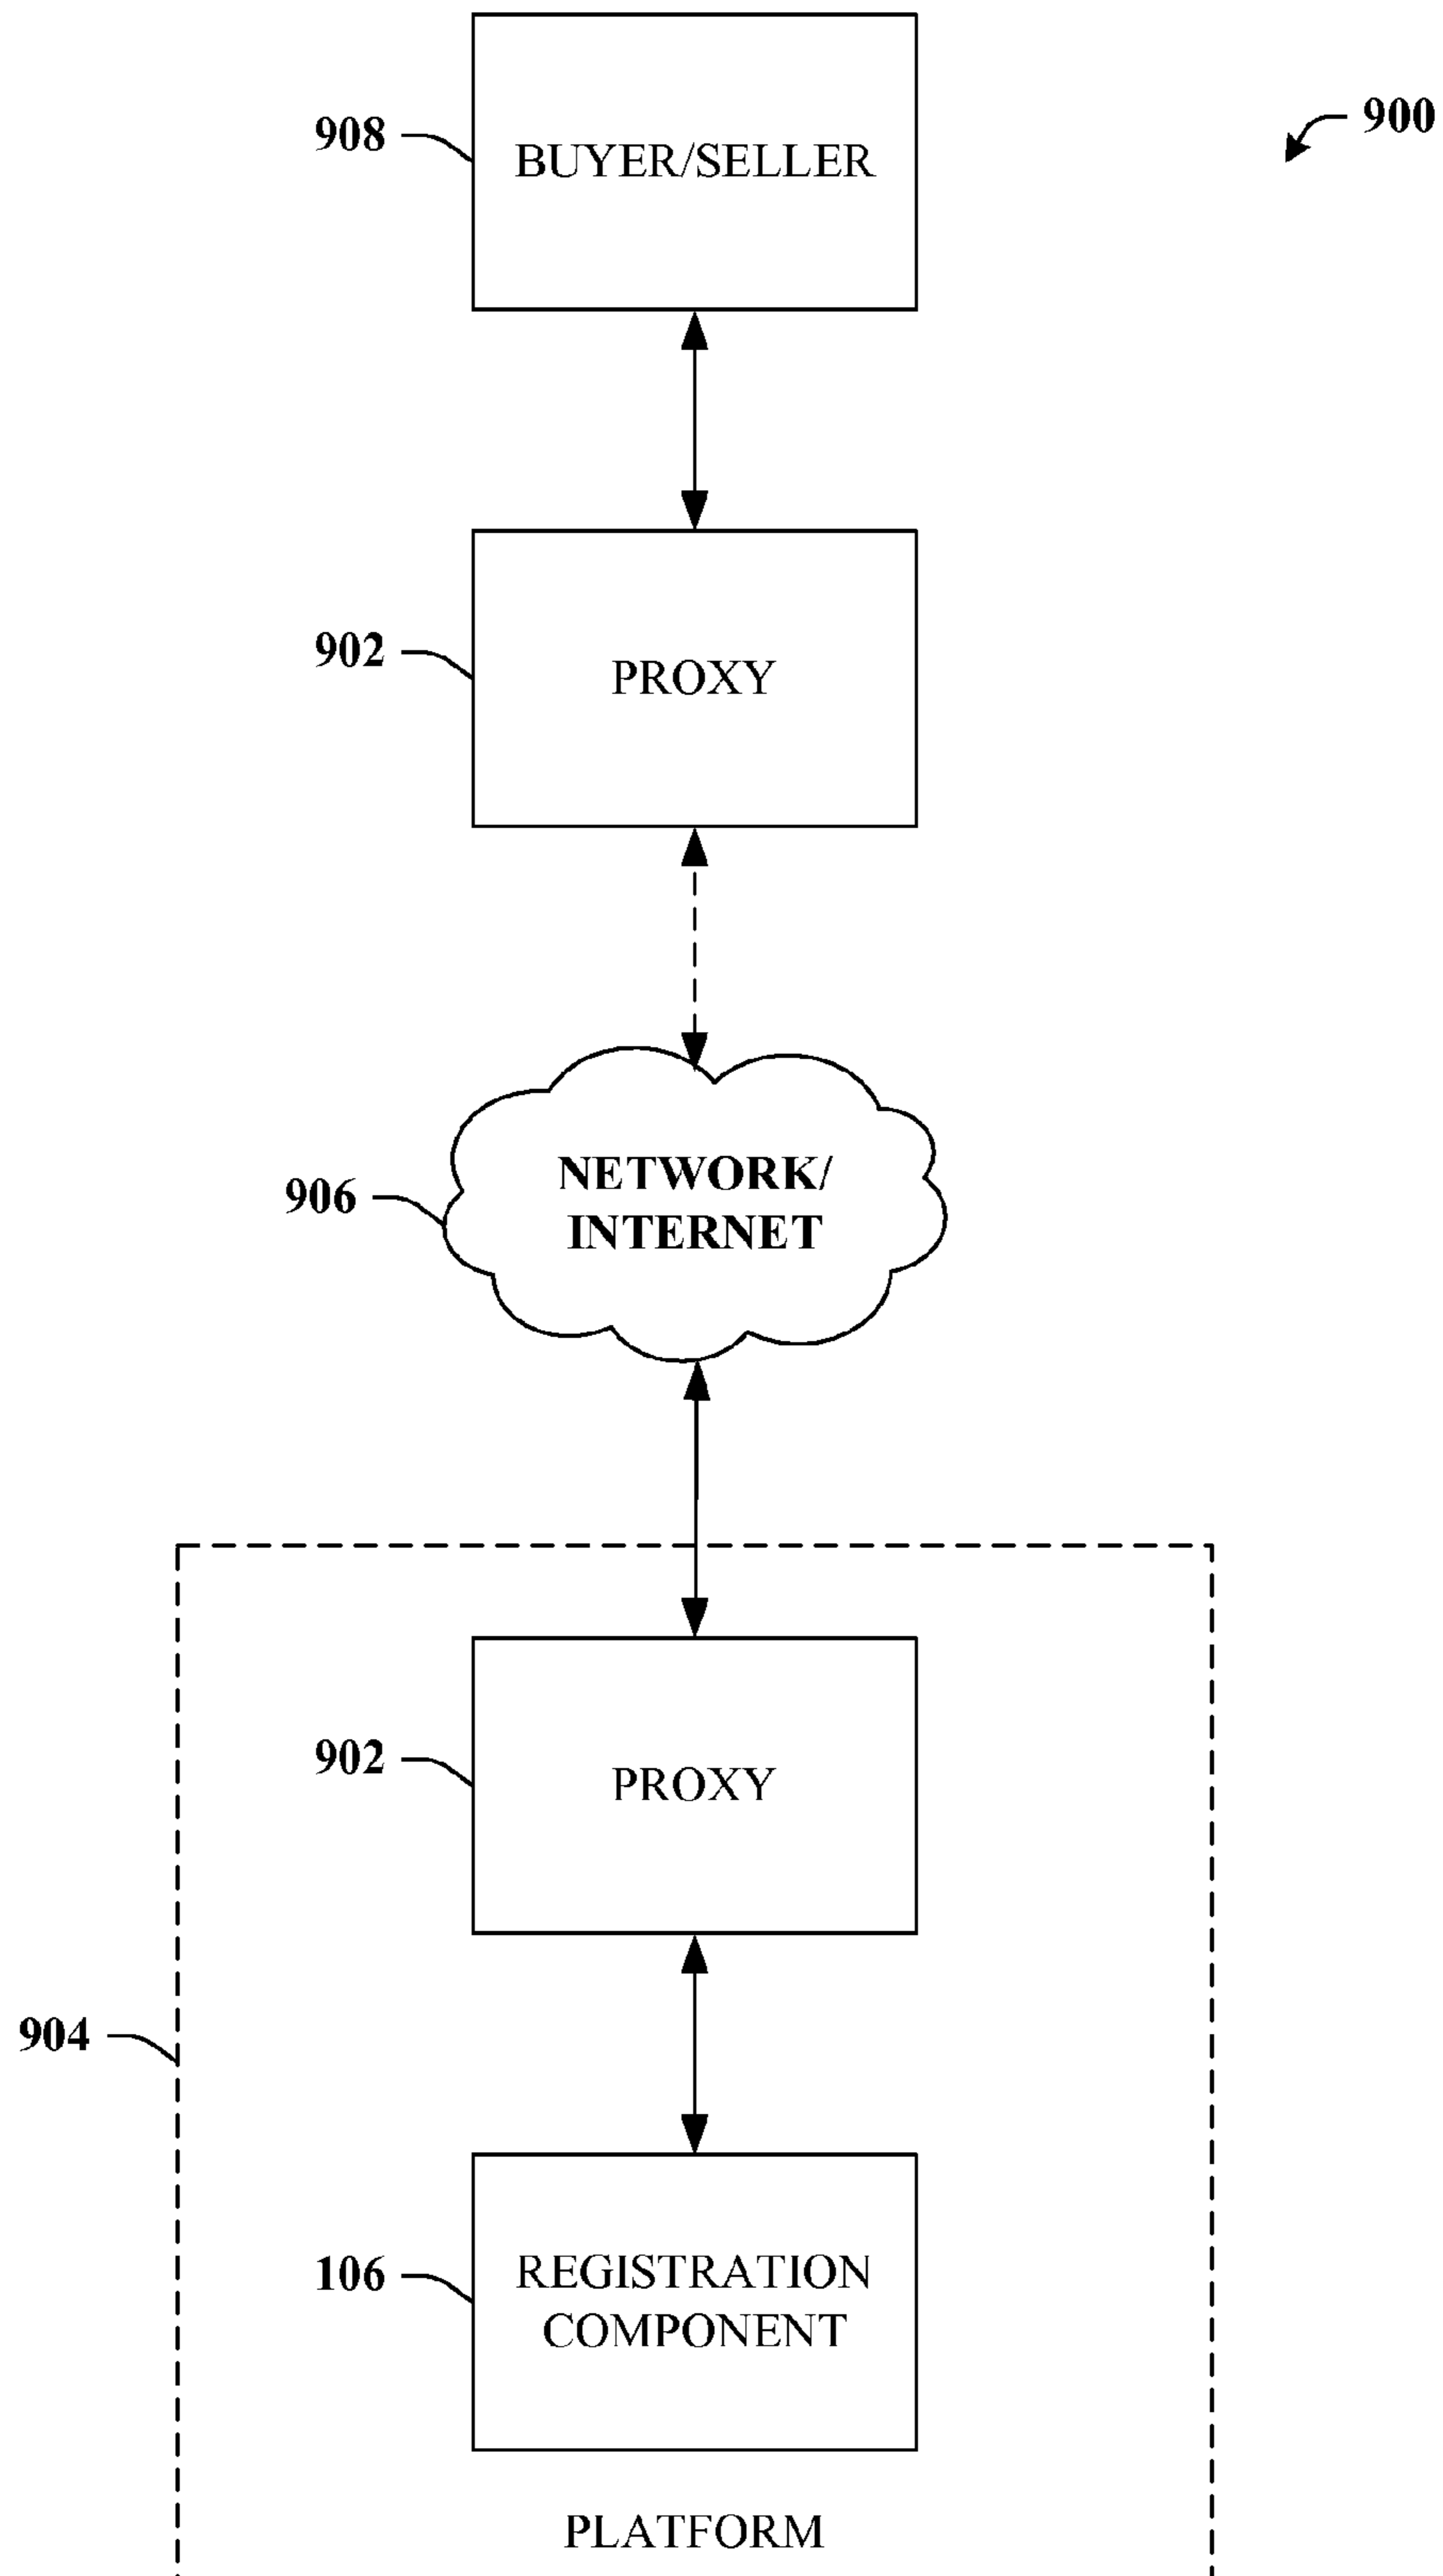 900
908
BUYER/SELLER
902
PROXY
906
NETWORK/
INTERNET
902
PROXY
904
106
REGISTRATION
COMPONENT
PLATFORM